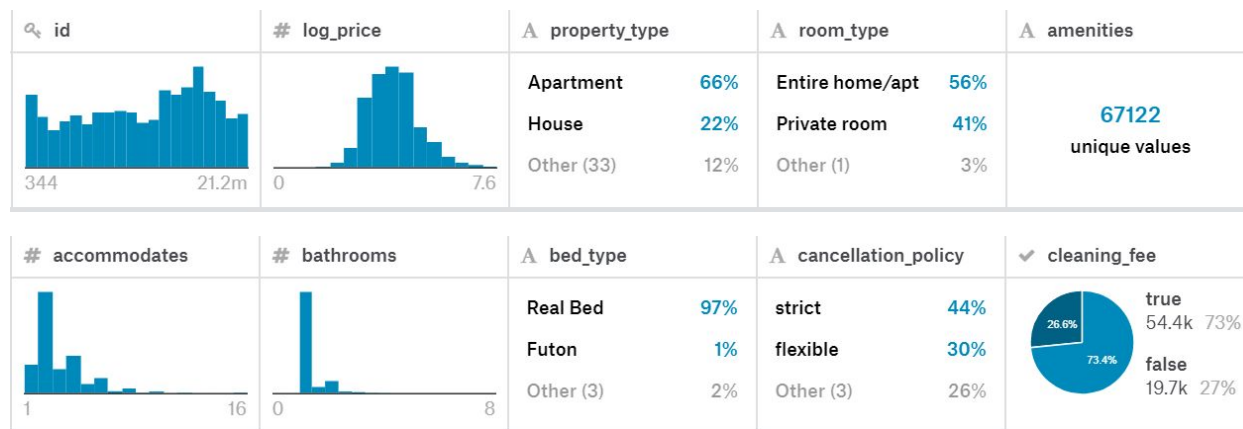 id
344 21.2m
# log_price
0 7.6
A property_type
Apartment 66%
House 22%
Other (33) 12%
A room_type
Entire home/apt 56%
Private room 41%
Other (1) 3%
A amenities
67122
unique values
# accommodates
1 16
# bathrooms
0 8
A bed_type
Real Bed 97%
Futon 1%
Other (3) 2%
A cancellation_policy
strict 44%
flexible 30%
Other (3) 26%
cleaning_fee
26.6%
73.4%
true
54.4k 73%
false
19.7k 27%